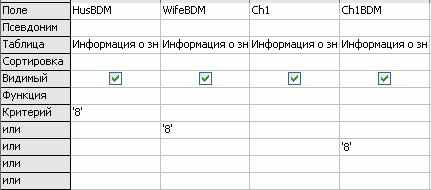 Поле HusBDM WifeBDM Ch1 Ch1BDM
Псевдоним
Таблица Информация о зн Информация о зн Информация о зн Информация о зн
Сортировка
Видимый
Функция
Критерий '8'
или '8'
или '8'
или
или